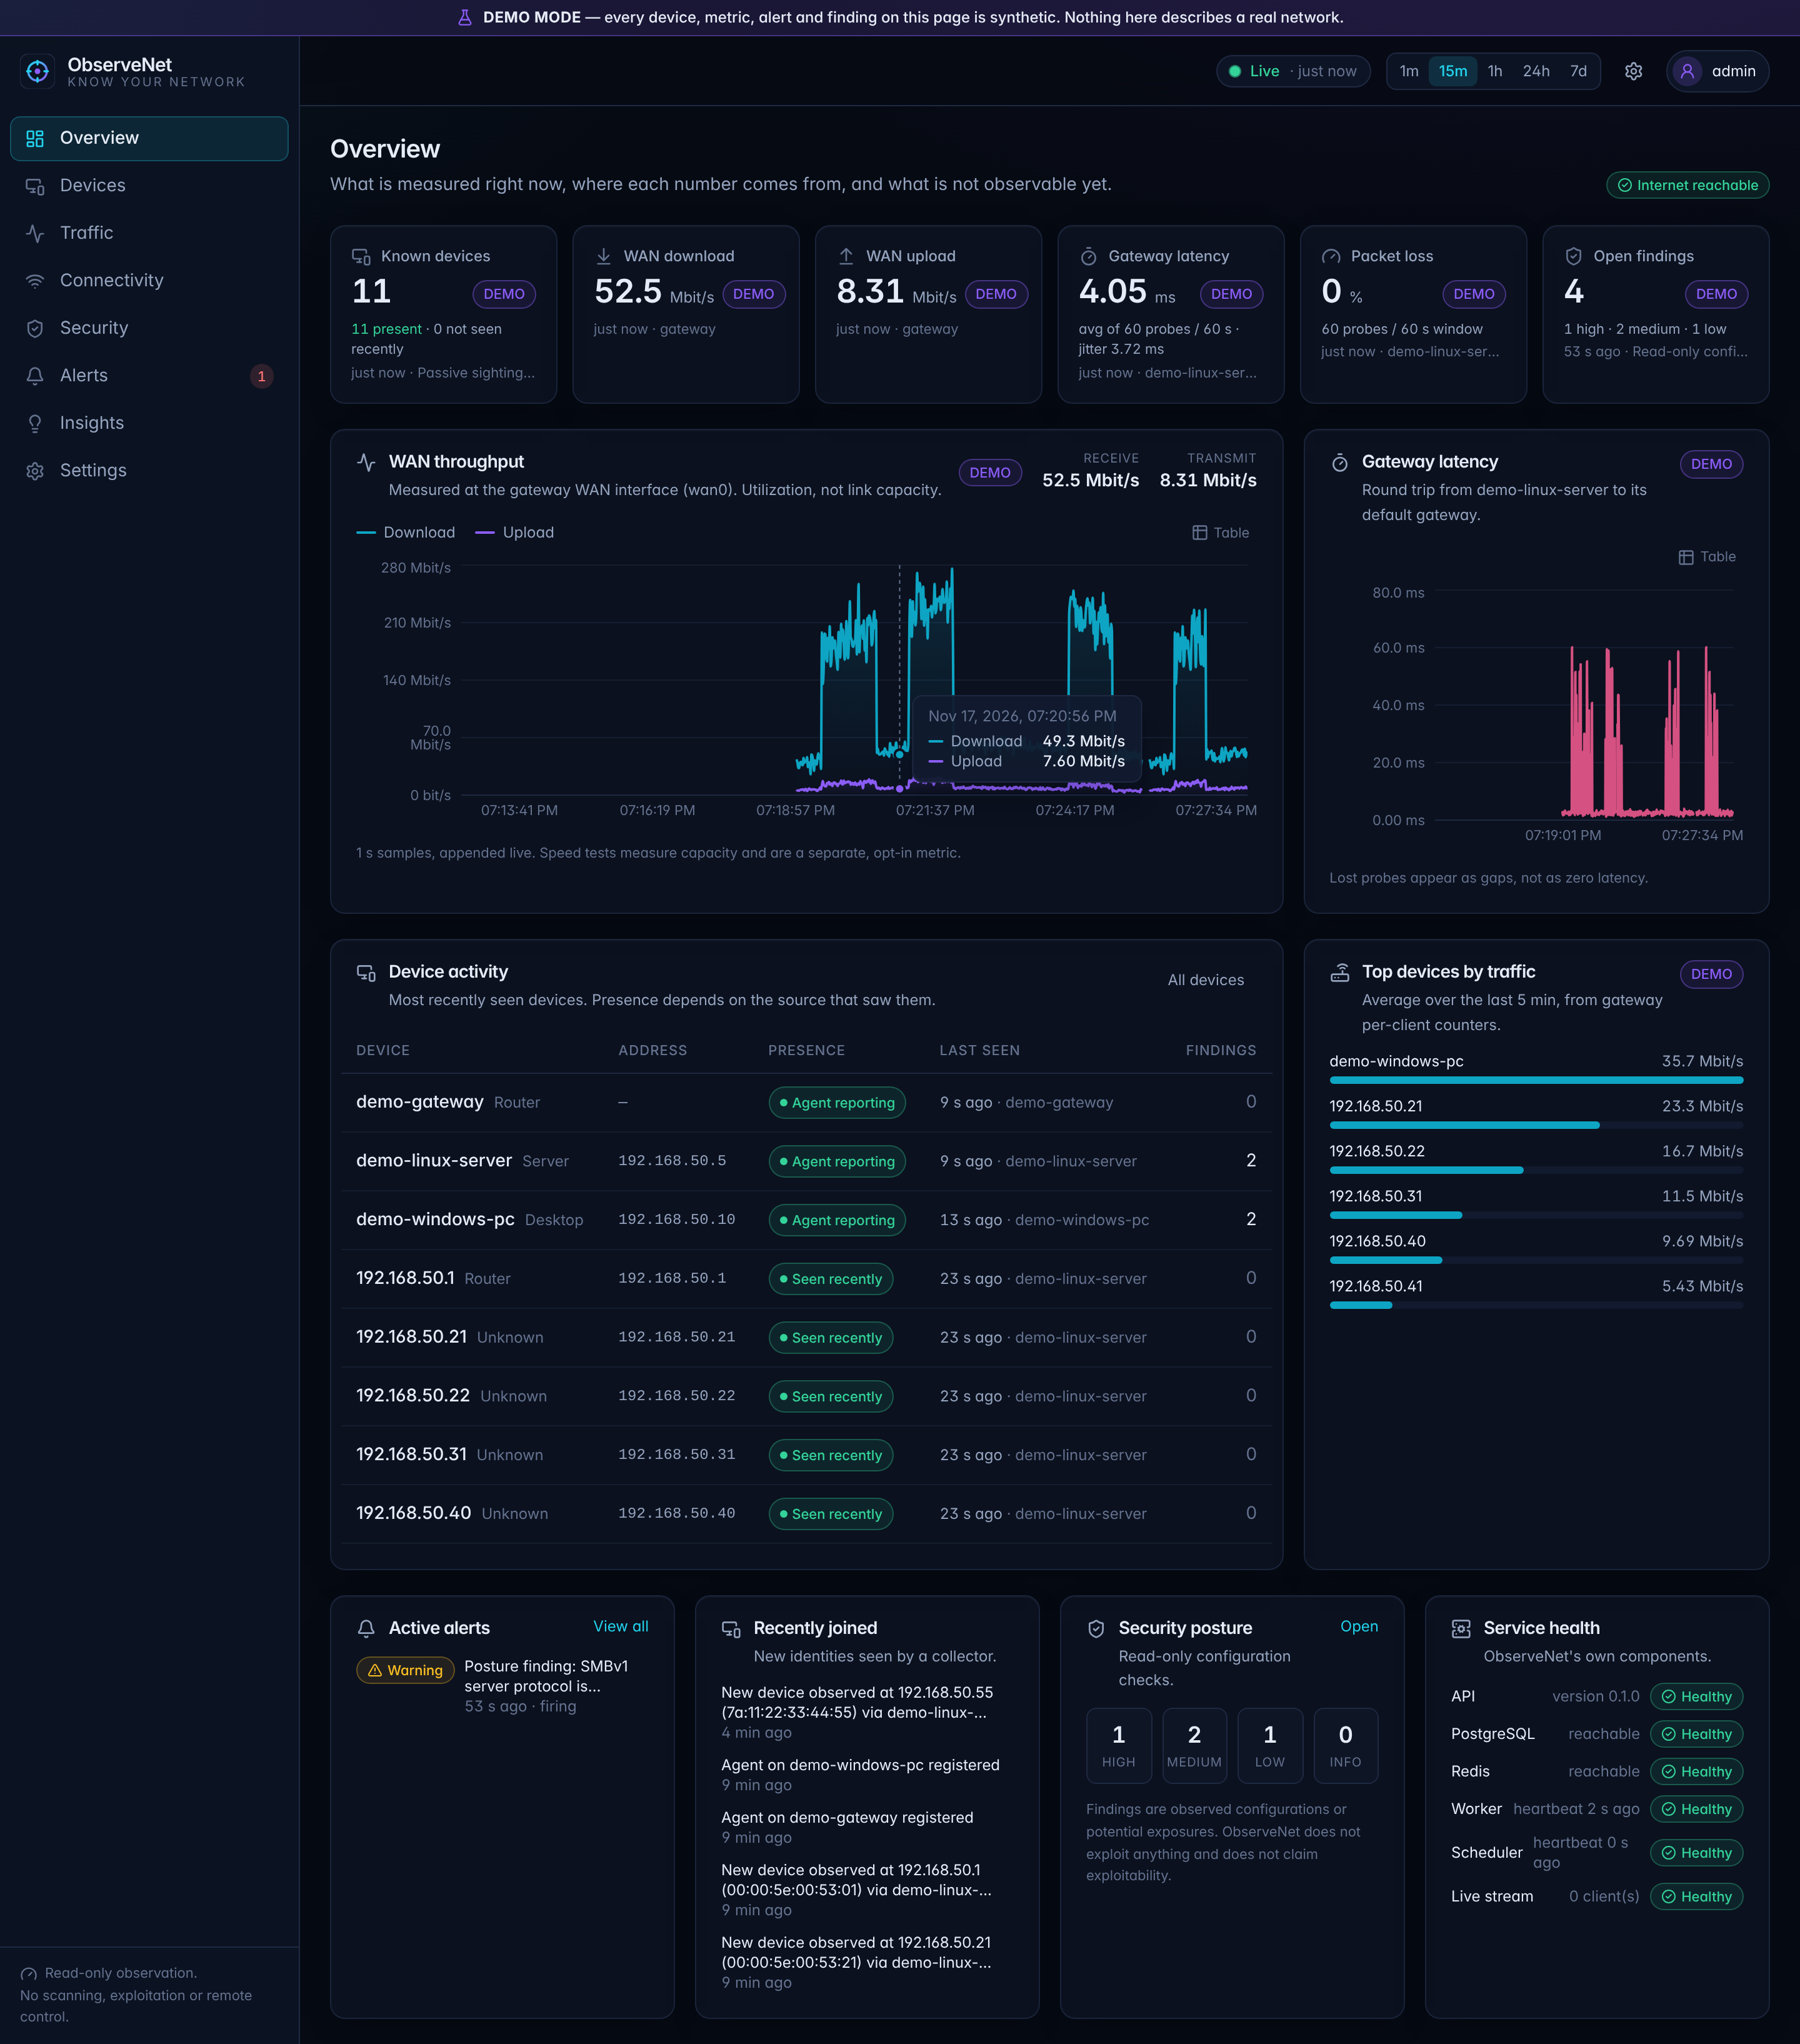 DEMO MODE — every device, metric, alert and finding on this page is synthetic. Nothing here describes a real network.
ObserveNet
KNOW YOUR NETWORK
Live · just now
1m 15m 1h 24h 7d
admin
Overview
Devices
Traffic
Connectivity
Security
Alerts 1
Insights
Settings
Read-only observation.
No scanning, exploitation or remote
control.
Overview
What is measured right now, where each number comes from, and what is not observable yet.
Internet reachable
Known devices
11 DEMO
11 present · 0 not seen
recently
just now · Passive sighting...
WAN download
52.5 Mbit/s DEMO
just now · gateway
WAN upload
8.31 Mbit/s DEMO
just now · gateway
Gateway latency
4.05 ms DEMO
avg of 60 probes / 60 s ·
jitter 3.72 ms
just now · demo-linux-ser...
Packet loss
0 % DEMO
60 probes / 60 s window
just now · demo-linux-ser...
Open findings
4 DEMO
1 high · 2 medium · 1 low
53 s ago · Read-only confi...
WAN throughput
Measured at the gateway WAN interface (wan0). Utilization, not link capacity.
DEMO
RECEIVE
52.5 Mbit/s
TRANSMIT
8.31 Mbit/s
Download Upload
Table
280 Mbit/s
210 Mbit/s
140 Mbit/s
70.0
Mbit/s
0 bit/s
Nov 17, 2026, 07:20:56 PM
Download 49.3 Mbit/s
Upload 7.60 Mbit/s
07:13:41 PM 07:16:19 PM 07:18:57 PM 07:21:37 PM 07:24:17 PM 07:27:34 PM
1 s samples, appended live. Speed tests measure capacity and are a separate, opt-in metric.
Gateway latency
DEMO
Round trip from demo-linux-server to its
default gateway.
Table
80.0 ms
60.0 ms
40.0 ms
20.0 ms
0.00 ms
07:19:01 PM 07:27:34 PM
Lost probes appear as gaps, not as zero latency.
Device activity
Most recently seen devices. Presence depends on the source that saw them.
All devices
DEVICE ADDRESS PRESENCE LAST SEEN FINDINGS
demo-gateway Router — Agent reporting 9 s ago · demo-gateway 0
demo-linux-server Server 192.168.50.5 Agent reporting 9 s ago · demo-linux-server 2
demo-windows-pc Desktop 192.168.50.10 Agent reporting 13 s ago · demo-windows-pc 2
192.168.50.1 Router 192.168.50.1 Seen recently 23 s ago · demo-linux-server 0
192.168.50.21 Unknown 192.168.50.21 Seen recently 23 s ago · demo-linux-server 0
192.168.50.22 Unknown 192.168.50.22 Seen recently 23 s ago · demo-linux-server 0
192.168.50.31 Unknown 192.168.50.31 Seen recently 23 s ago · demo-linux-server 0
192.168.50.40 Unknown 192.168.50.40 Seen recently 23 s ago · demo-linux-server 0
Top devices by traffic
DEMO
Average over the last 5 min, from gateway
per-client counters.
demo-windows-pc 35.7 Mbit/s
192.168.50.21 23.3 Mbit/s
192.168.50.22 16.7 Mbit/s
192.168.50.31 11.5 Mbit/s
192.168.50.40 9.69 Mbit/s
192.168.50.41 5.43 Mbit/s
Active alerts
View all
Warning
Posture finding: SMBv1
server protocol is...
53 s ago · firing
Recently joined
New identities seen by a collector.
New device observed at 192.168.50.55
(7a:11:22:33:44:55) via demo-linux-...
4 min ago
Agent on demo-windows-pc registered
9 min ago
Agent on demo-gateway registered
9 min ago
New device observed at 192.168.50.1
(00:00:5e:00:53:01) via demo-linux-...
9 min ago
New device observed at 192.168.50.21
(00:00:5e:00:53:21) via demo-linux-...
9 min ago
Security posture
Open
Read-only configuration
checks.
1 2 1 0
HIGH MEDIUM LOW INFO
Findings are observed configurations or
potential exposures. ObserveNet does not
exploit anything and does not claim
exploitability.
Service health
ObserveNet's own components.
API version 0.1.0 Healthy
PostgreSQL reachable Healthy
Redis reachable Healthy
Worker heartbeat 2 s ago Healthy
Scheduler heartbeat 0 s
ago Healthy
Live stream 0 client(s) Healthy